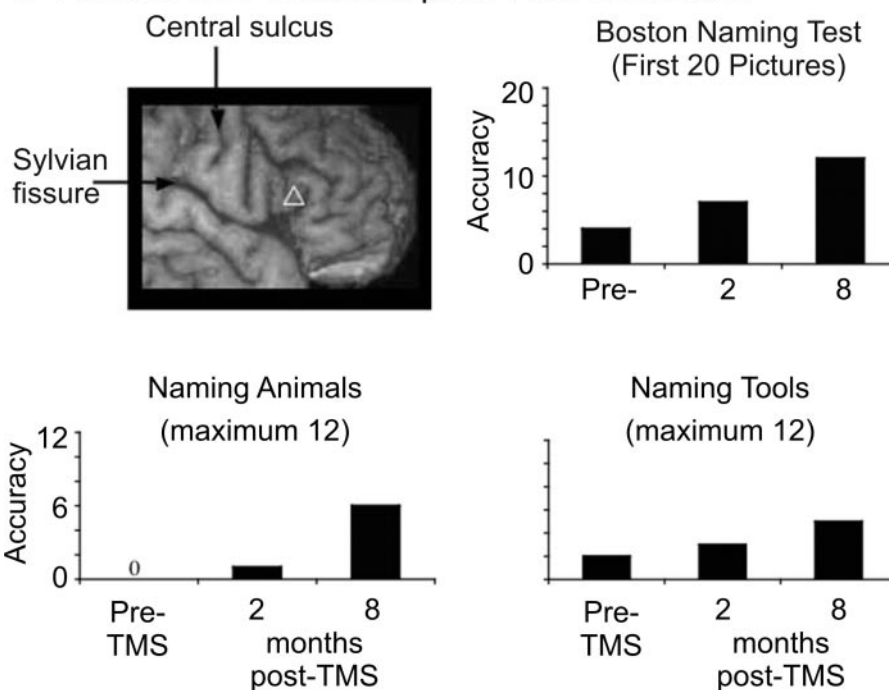 Central sulcus
Sylvian
fissure
Boston Naming Test
(First 20 Pictures)
Accuracy
20
10
0
Pre-
2
8
Naming Animals
(maximum 12)
Accuracy
12
6
0
0
Pre-
TMS
2
8
months
post-TMS
Naming Tools
(maximum 12)
Pre-
TMS
2
8
months
post-TMS